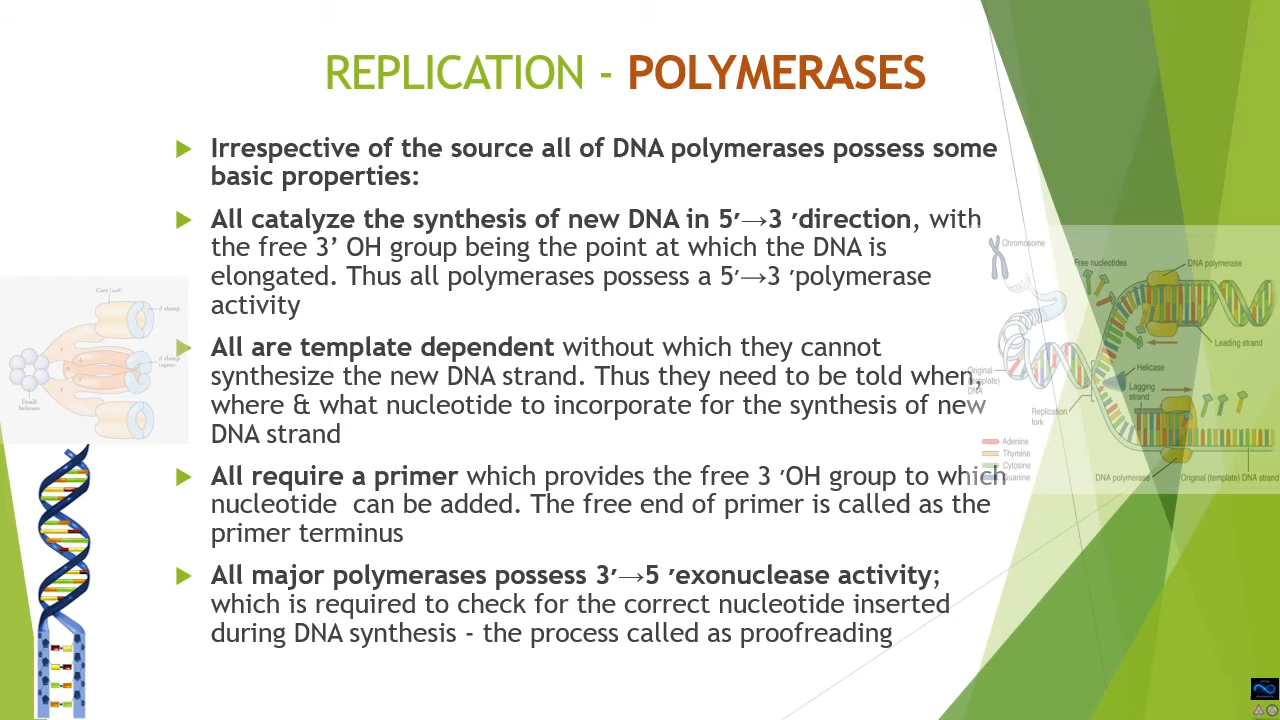 REPLICATION - POLYMERASES
Irrespective of the source all of DNA polymerases possess some
basic properties:
All catalyze the synthesis of new DNA in 5′→3 ′direction, with
the free 3’ OH group being the point at which the DNA is
elongated. Thus all polymerases possess a 5′→3 ′polymerase
activity
All are template dependent without which they cannot
synthesize the new DNA strand. Thus they need to be told when,
where & what nucleotide to incorporate for the synthesis of new
DNA strand
All require a primer which provides the free 3 ′OH group to which
nucleotide  can be added. The free end of primer is called as the
primer terminus
All major polymerases possess 3′→5 ′exonuclease activity;
which is required to check for the correct nucleotide inserted
during DNA synthesis - the process called as proofreading
Core (αεθ)
β clamp
β clamp
(open)
DnaB
helicase
Chromosome
Free nucleotides
DNA polymerase
Leading strand
Helicase
Lagging
strand
Original
(template)
DNA
Replication
fork
Adenine
Thymine
Cytosine
Guanine
DNA polymerase
Original (template) DNA strand